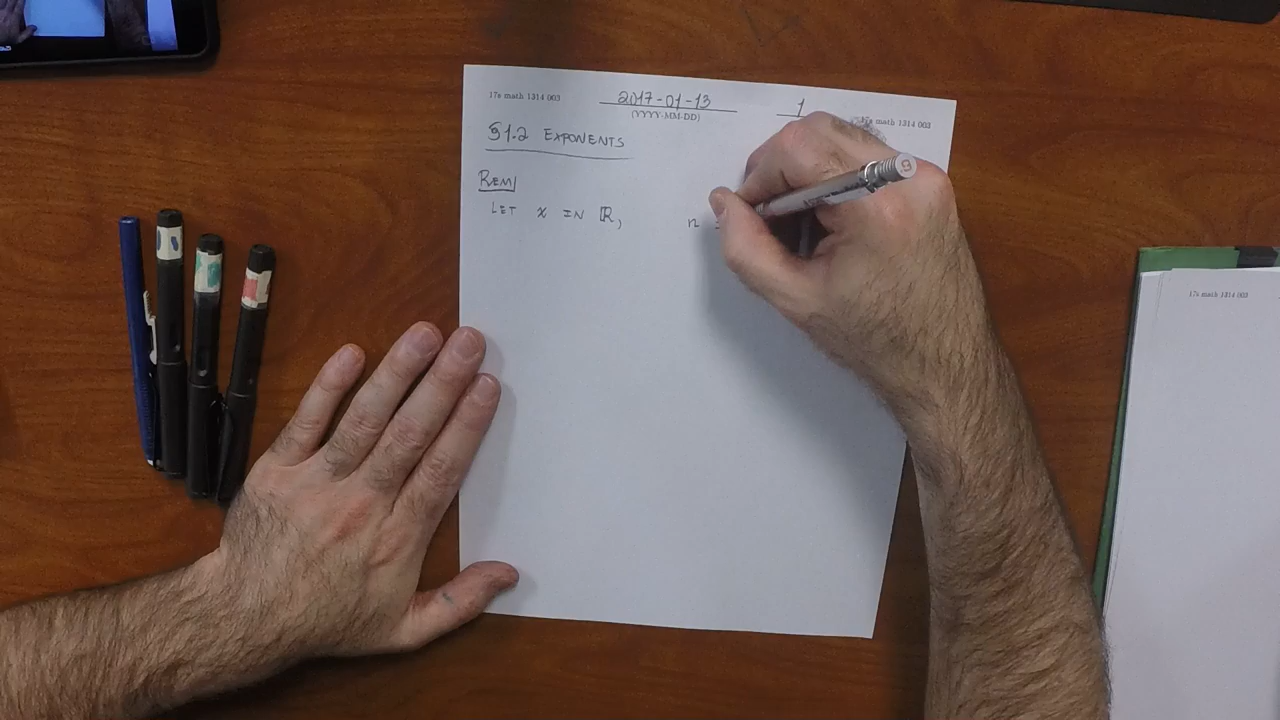 17s math 1314 003 2017-01-13 1
(YYYY-MM-DD) 17s math 1314 003
§1.2 EXPONENTS
REM
LET x IN ℝ, n
17s math 1314 003